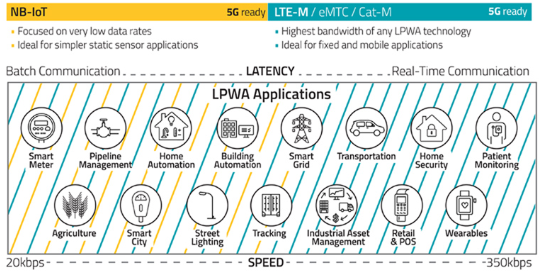 NB-IoT 5G ready
LTE-M / eMTC / Cat-M 5G ready
• Focused on very low data rates
• Ideal for simpler static sensor applications
• Highest bandwidth of any LPWA technology
• Ideal for fixed and mobile applications
Batch Communication LATENCY Real-Time Communication
LPWA Applications
Smart
Meter
Pipeline
Management
Home
Automation
Building
Automation
Smart
Grid
Transportation
Home
Security
Patient
Monitoring
Agriculture
Smart
City
Street
Lighting
Tracking
Industrial Asset
Management
Retail
& POS
Wearables
20kbps SPEED 350kbps